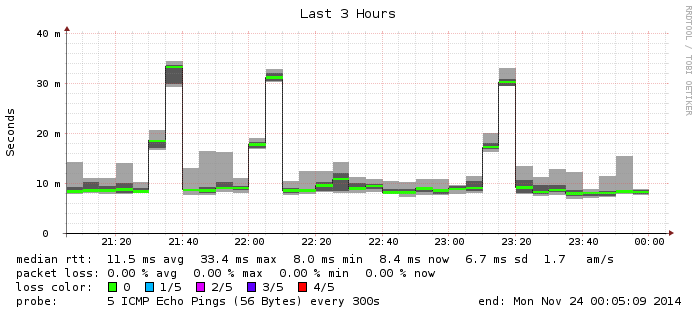 Last 3 Hours
RRDTOOL / TOBI OETIKER
Seconds
40 m
30 m
20 m
10 m
0
21:20 21:40 22:00 22:20 22:40 23:00 23:20 23:40 00:00
median rtt: 11.5 ms avg 33.4 ms max 8.0 ms min 8.4 ms now 6.7 ms sd 1.7 am/s
packet loss: 0.00 % avg 0.00 % max 0.00 % min 0.00 % now
loss color: 0 1/5 2/5 3/5 4/5
probe: 5 ICMP Echo Pings (56 Bytes) every 300s end: Mon Nov 24 00:05:09 2014